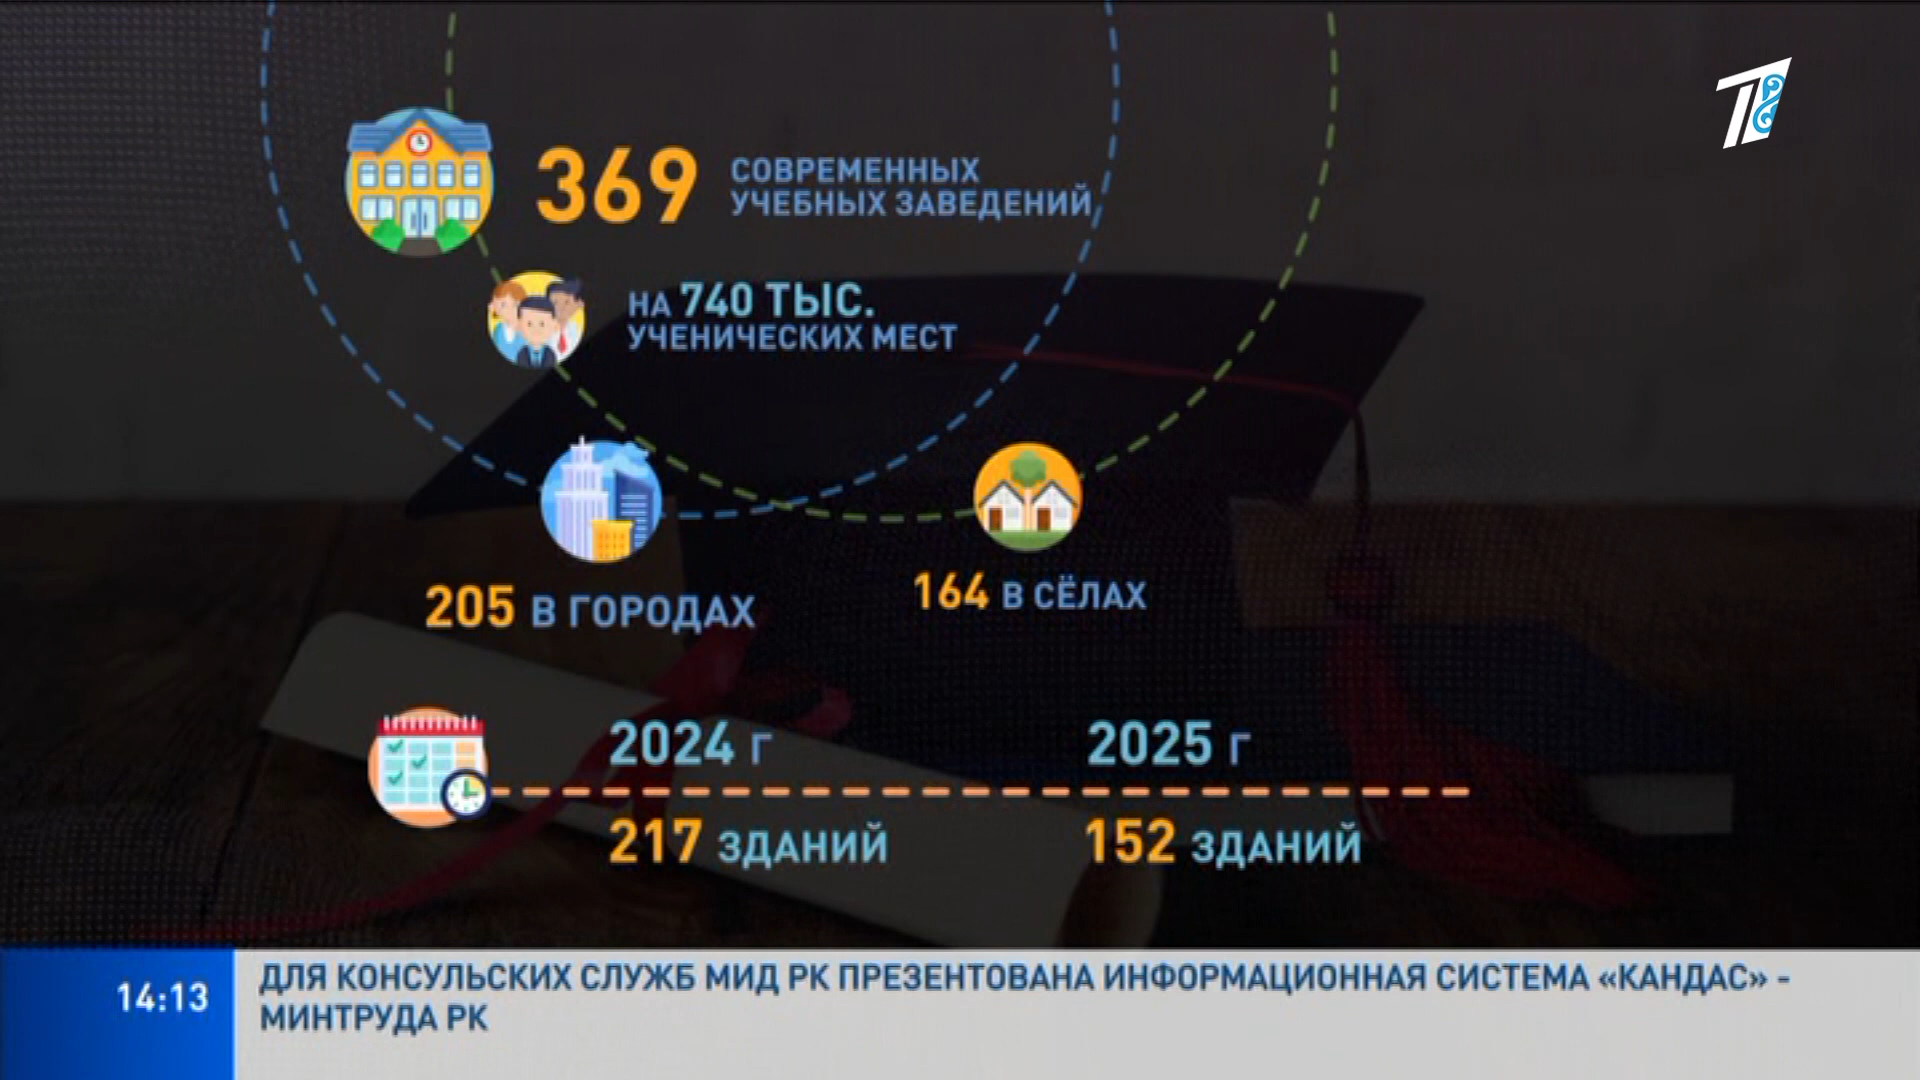 369 СОВРЕМЕННЫХ
УЧЕБНЫХ ЗАВЕДЕНИЙ
НА 740 ТЫС.
УЧЕНИЧЕСКИХ МЕСТ
205 В ГОРОДАХ
164 В СЁЛАХ
2024 Г
2025 Г
217 ЗДАНИЙ
152 ЗДАНИЙ
14:13
ДЛЯ КОНСУЛЬСКИХ СЛУЖБ МИД РК ПРЕЗЕНТОВАНА ИНФОРМАЦИОННАЯ СИСТЕМА «КАНДАС» -
МИНТРУДА РК